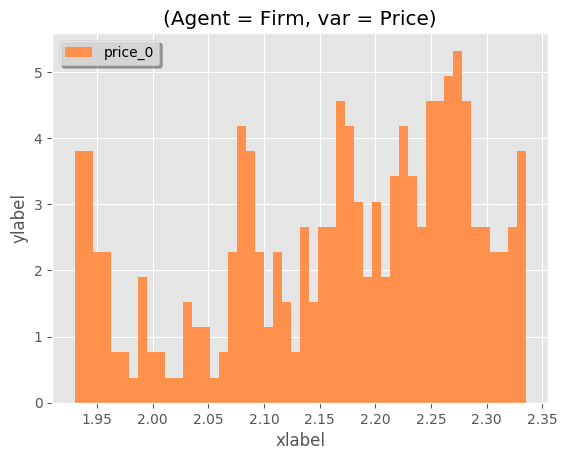 (Agent = Firm, var = Price)
price_0
ylabel
5
4
3
2
1
0
1.95 2.00 2.05 2.10 2.15 2.20 2.25 2.30 2.35
xlabel